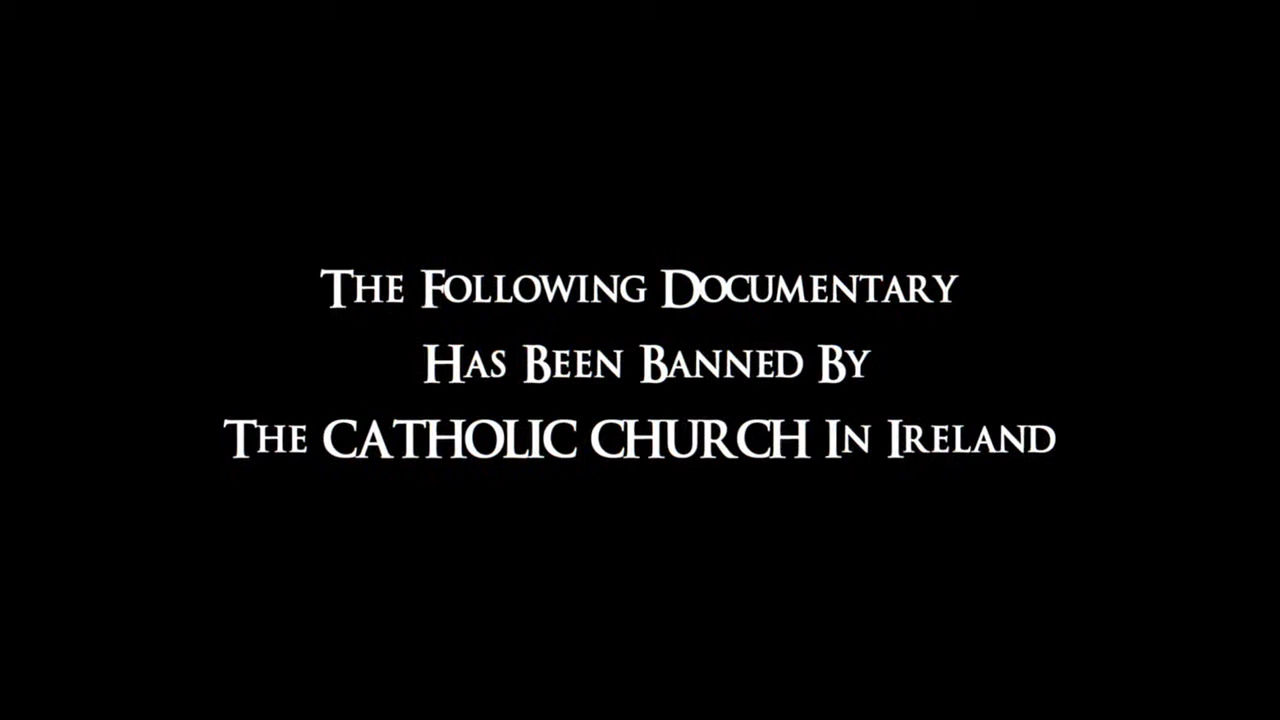 The Following Documentary
Has Been Banned By
The CATHOLIC CHURCH In Ireland